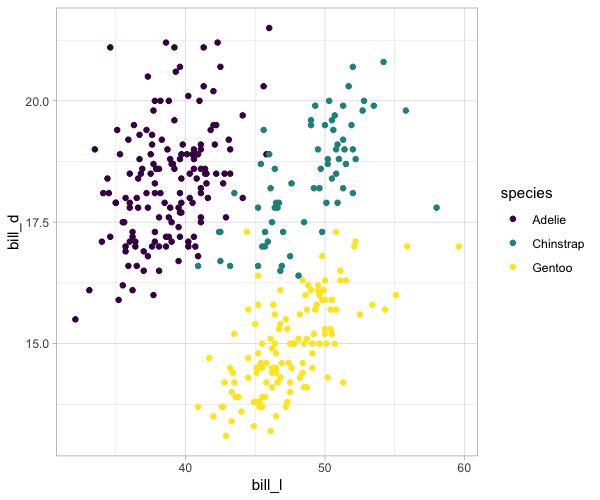 20.0
17.5
15.0
bill_d
40
50
60
bill_l
species
Adelie
Chinstrap
Gentoo